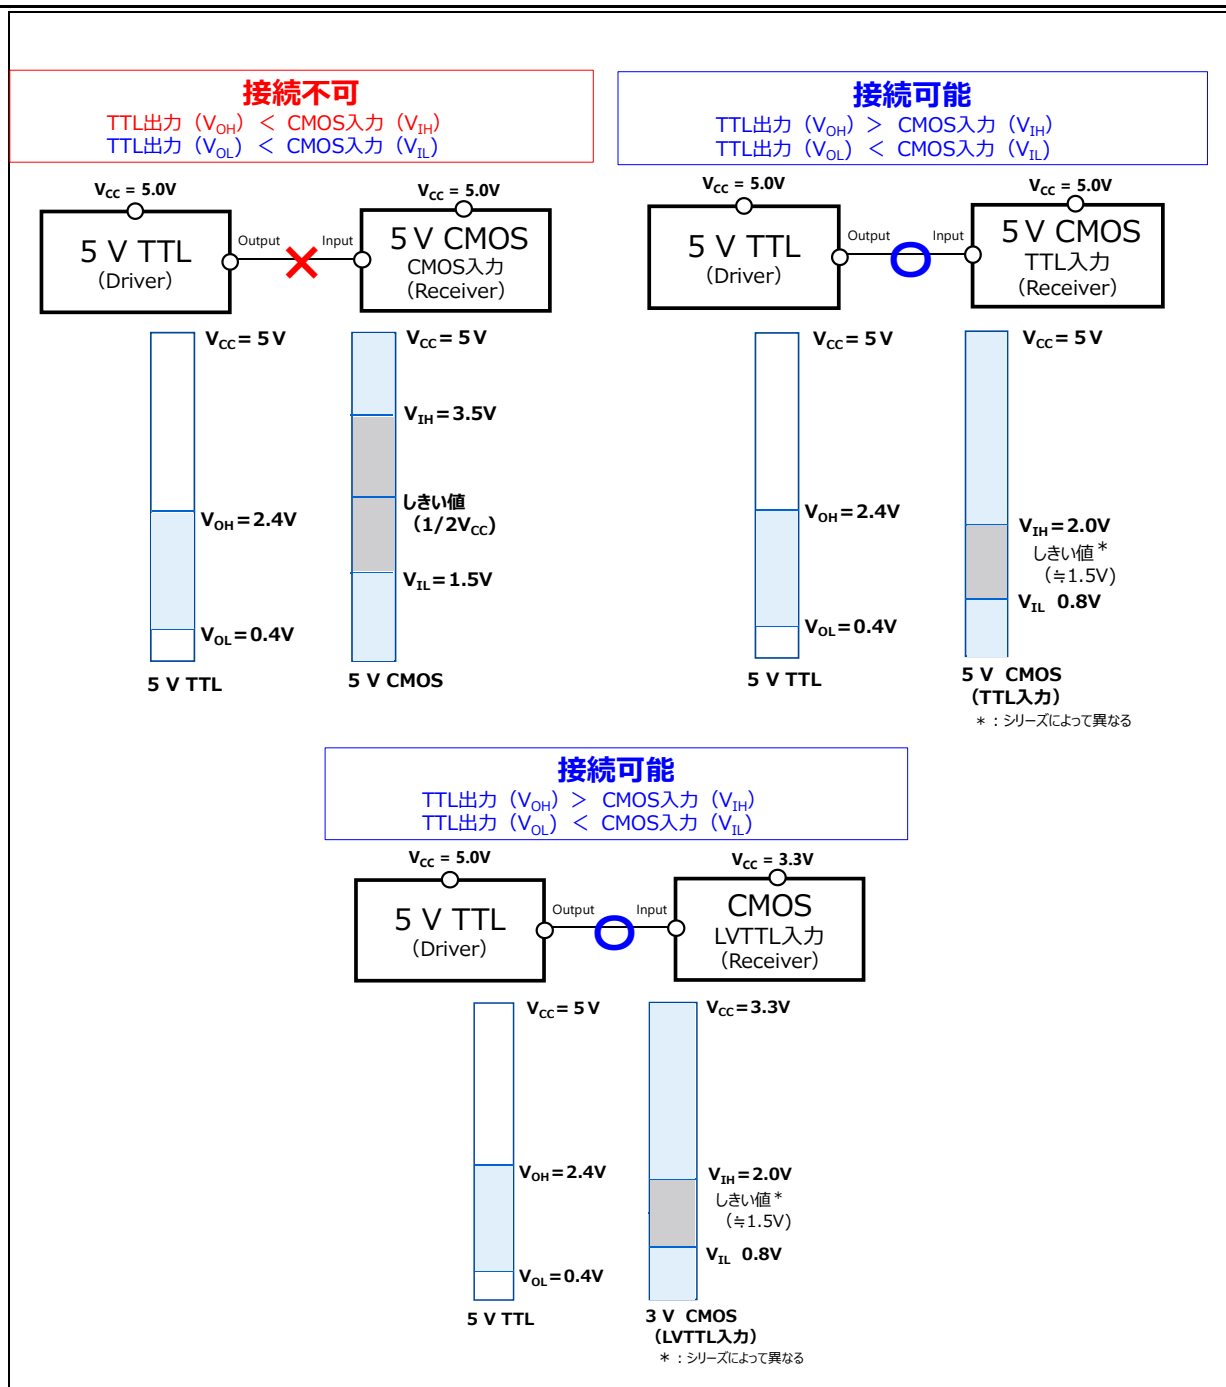 接続不可
TTL出力（VOH）＜ CMOS入力（VIH）
TTL出力（VOL）＜ CMOS入力（VIL）
VCC = 5.0V
VCC = 5.0V
5 V TTL
（Driver）
Output
Input
5 V CMOS
CMOS入力
（Receiver）
VCC＝5 V
VOH＝2.4V
VOL＝0.4V
5 V TTL
VCC＝5 V
VIH＝3.5V
しきい値
（1/2VCC）
VIL＝1.5V
5 V CMOS
接続可能
TTL出力（VOH）＞ CMOS入力（VIH）
TTL出力（VOL）＜ CMOS入力（VIL）
VCC = 5.0V
VCC = 5.0V
5 V TTL
（Driver）
Output
Input
5 V CMOS
TTL入力
（Receiver）
VCC＝5 V
VOH＝2.4V
VOL＝0.4V
5 V TTL
VCC＝5 V
VIH＝2.0V
しきい値＊
（≒1.5V）
VIL 0.8V
5 V CMOS
（TTL入力）
＊：シリーズによって異なる
接続可能
TTL出力（VOH）＞ CMOS入力（VIH）
TTL出力（VOL）＜ CMOS入力（VIL）
VCC = 5.0V
VCC = 3.3V
5 V TTL
（Driver）
Output
Input
CMOS
LVTTL入力
（Receiver）
VCC＝5 V
VOH＝2.4V
VOL＝0.4V
5 V TTL
VCC＝3.3V
VIH＝2.0V
しきい値＊
（≒1.5V）
VIL 0.8V
3 V CMOS
（LVTTL入力）
＊：シリーズによって異なる